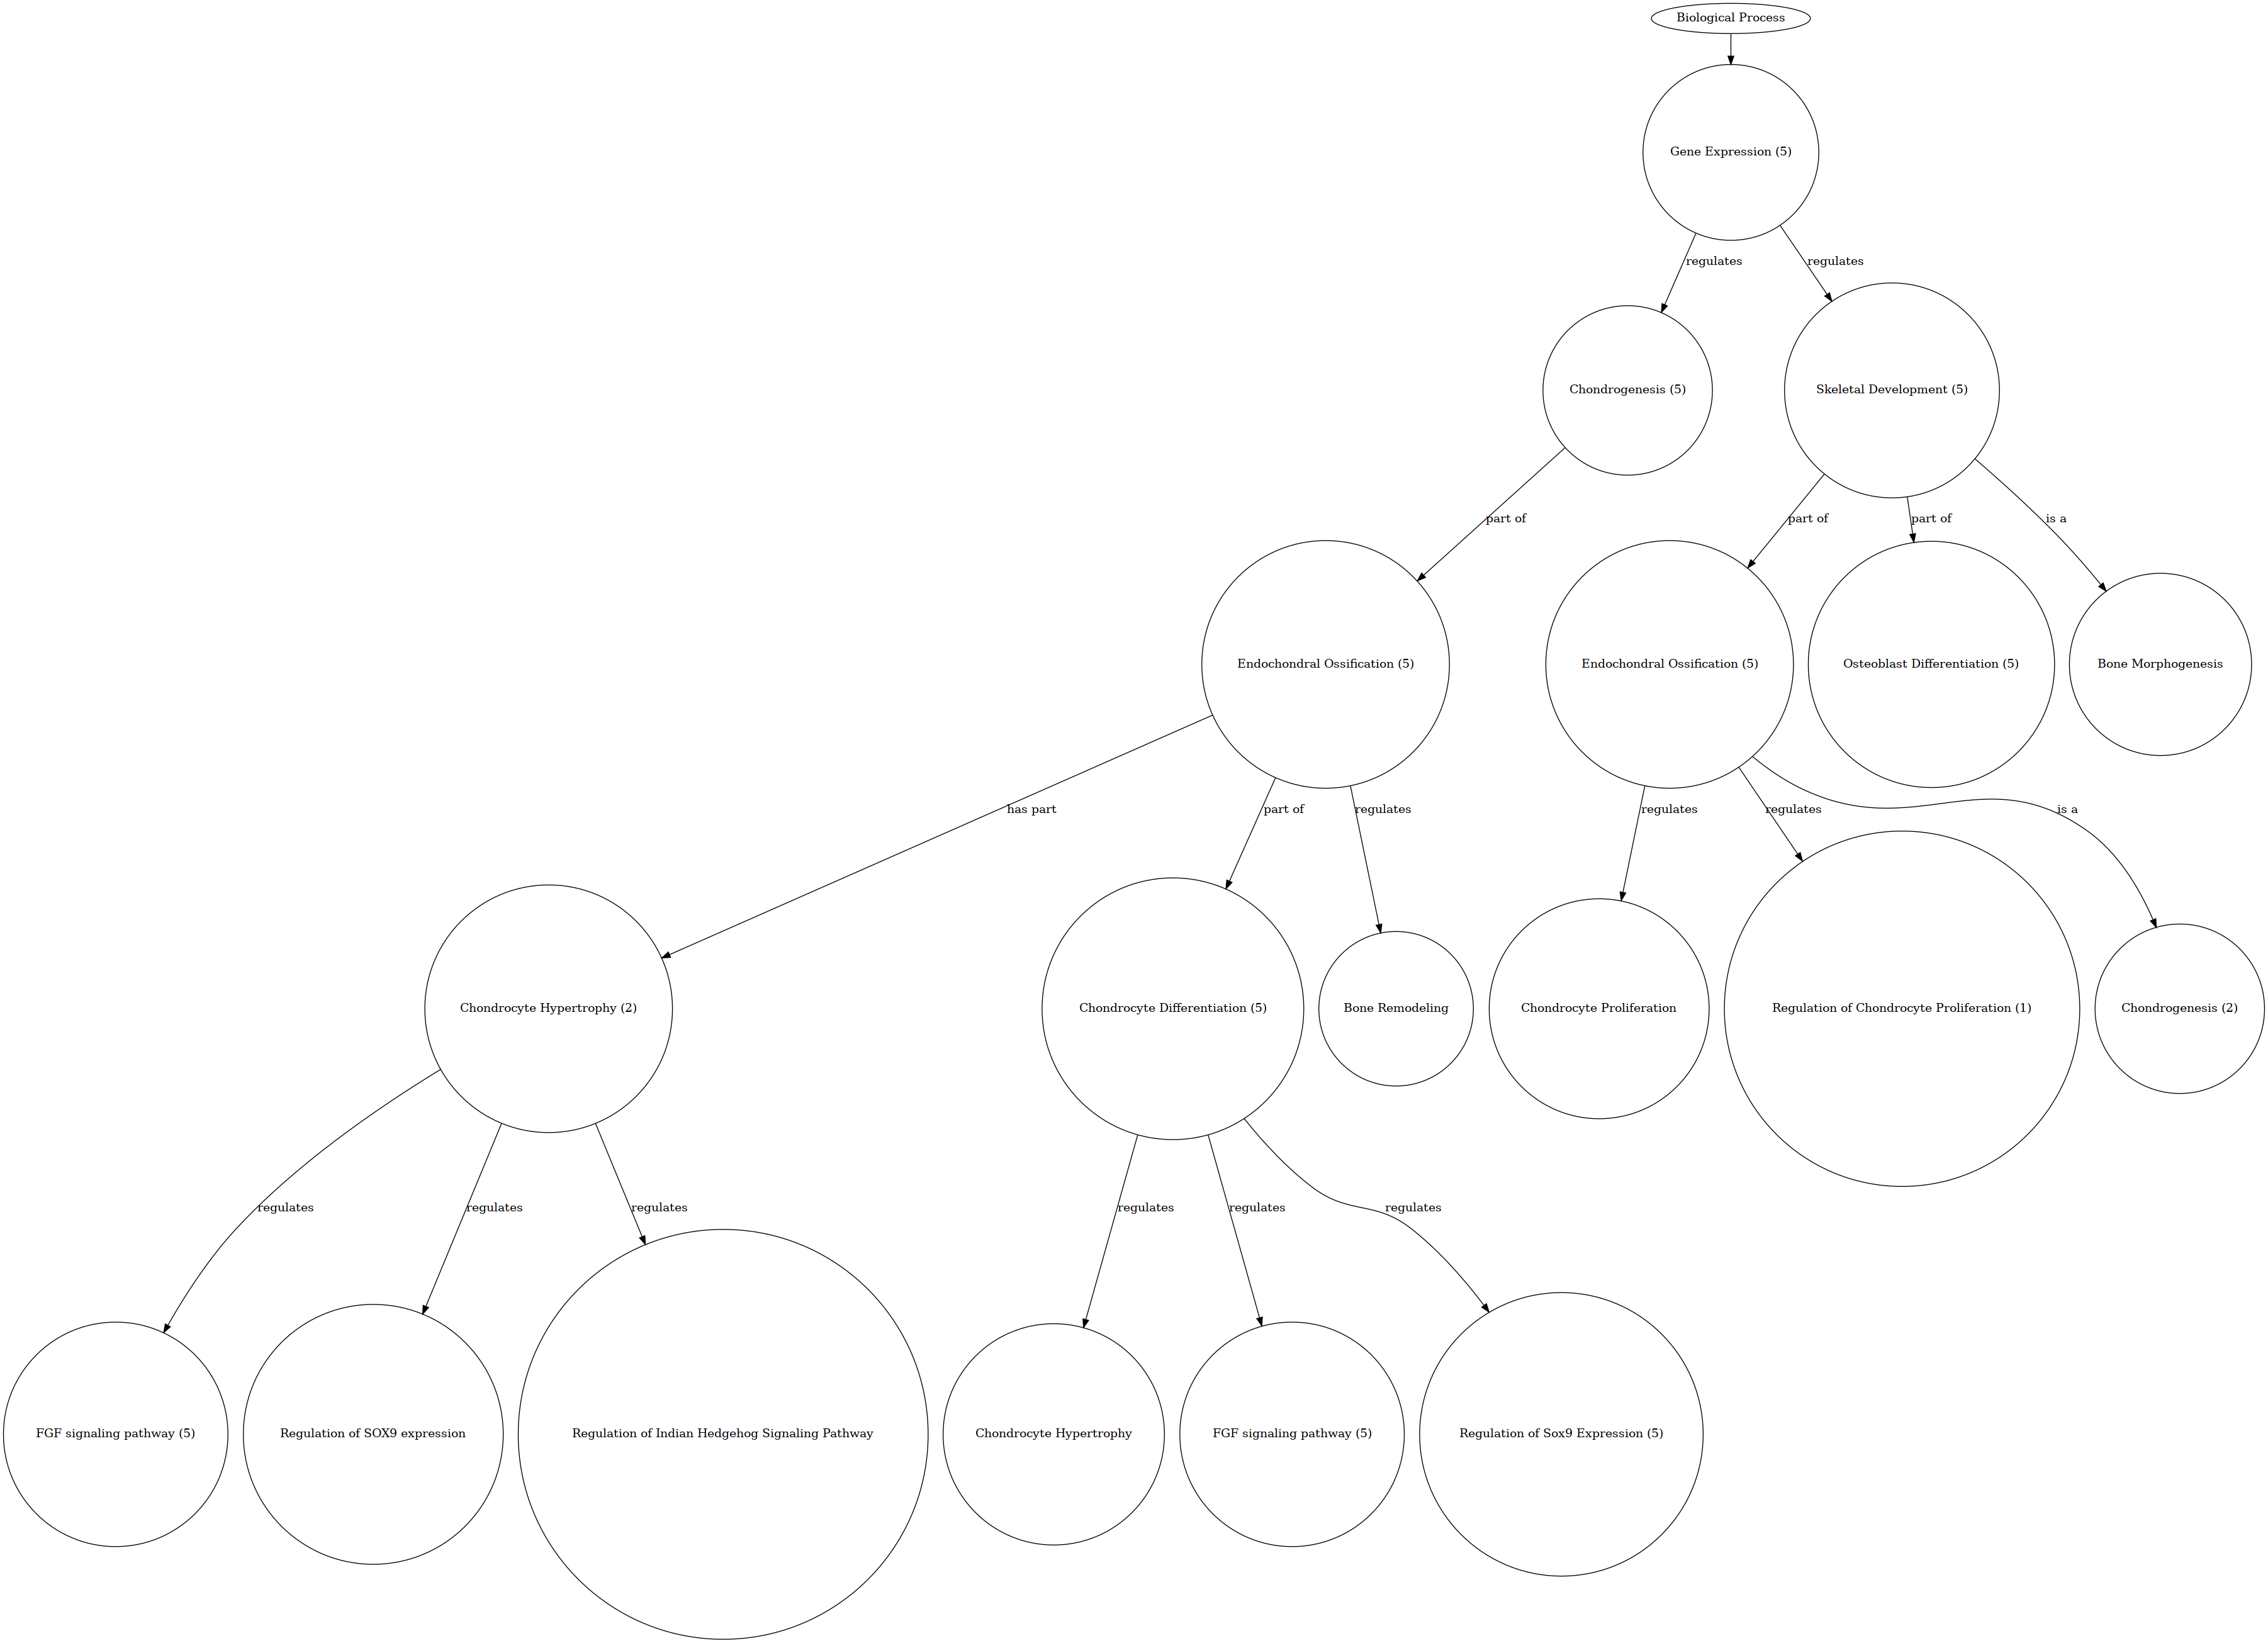 Biological Process
Gene Expression (5)
regulates
regulates
Chondrogenesis (5)
Skeletal Development (5)
part of
part of
part of
is a
Endochondral Ossification (5)
Endochondral Ossification (5)
Osteoblast Differentiation (5)
Bone Morphogenesis
has part
part of
regulates
regulates
regulates
is a
Chondrocyte Hypertrophy (2)
Chondrocyte Differentiation (5)
Bone Remodeling
Chondrocyte Proliferation
Regulation of Chondrocyte Proliferation (1)
Chondrogenesis (2)
regulates
regulates
regulates
regulates
regulates
regulates
FGF signaling pathway (5)
Regulation of SOX9 expression
Regulation of Indian Hedgehog Signaling Pathway
Chondrocyte Hypertrophy
FGF signaling pathway (5)
Regulation of Sox9 Expression (5)